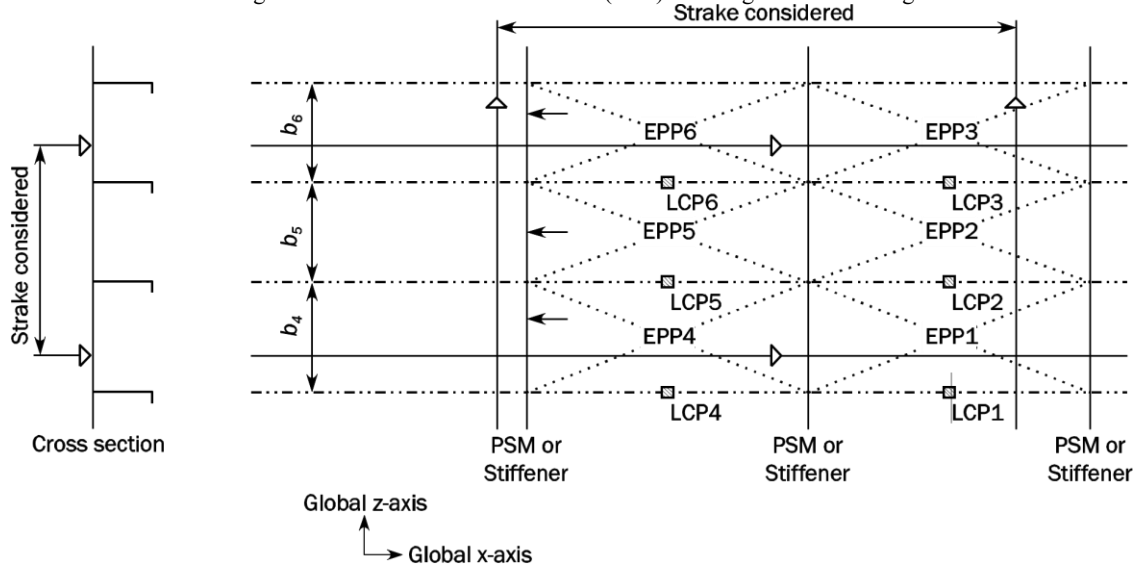 Strake considered
b6
EPP6
EPP3
LCP6
LCP3
Strake considered
b5
EPP5
EPP2
LCP5
LCP2
b4
EPP4
EPP1
LCP4
LCP1
Cross section
PSM or
Stiffener
PSM or
Stiffener
PSM or
Stiffener
Global z-axis
Global x-axis